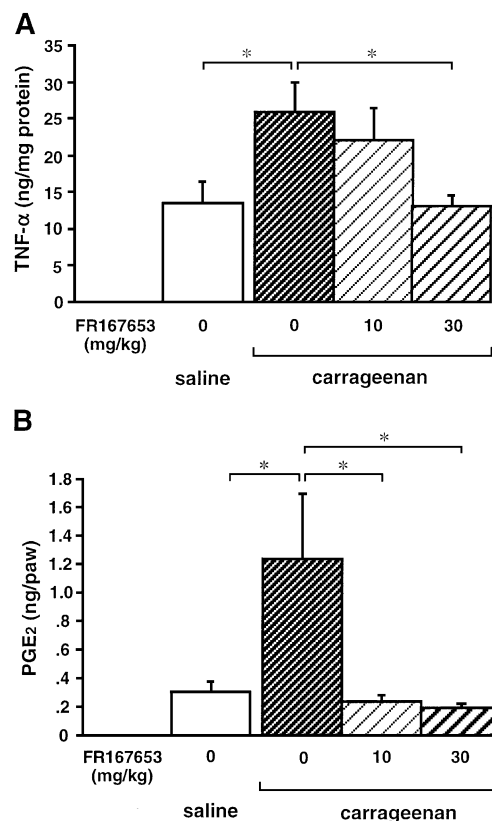 A
* *
35
30
25
20
15
10
5
0
TNF-α (ng/mg protein)
FR167653 0 0 10 30
(mg/kg)
saline carrageenan
B
*
* *
1.8
1.6
1.4
1.2
1.0
.8
.6
.4
.2
0
PGE₂ (ng/paw)
FR167653 0 0 10 30
(mg/kg)
saline carrageenan